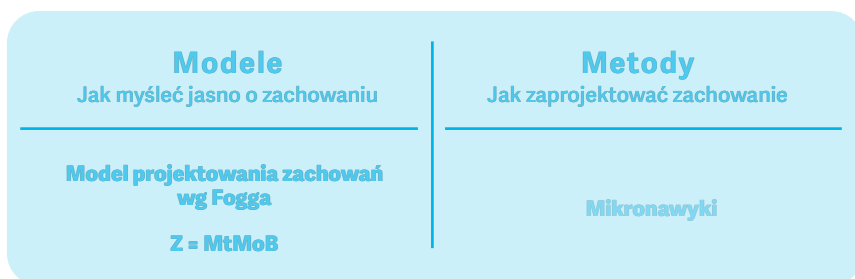 Modele
Jak myśleć jasno o zachowaniu
Model projektowania zachowań
wg Fogga
Z = MtMoB
Metody
Jak zaprojektować zachowanie
Mikronawyki